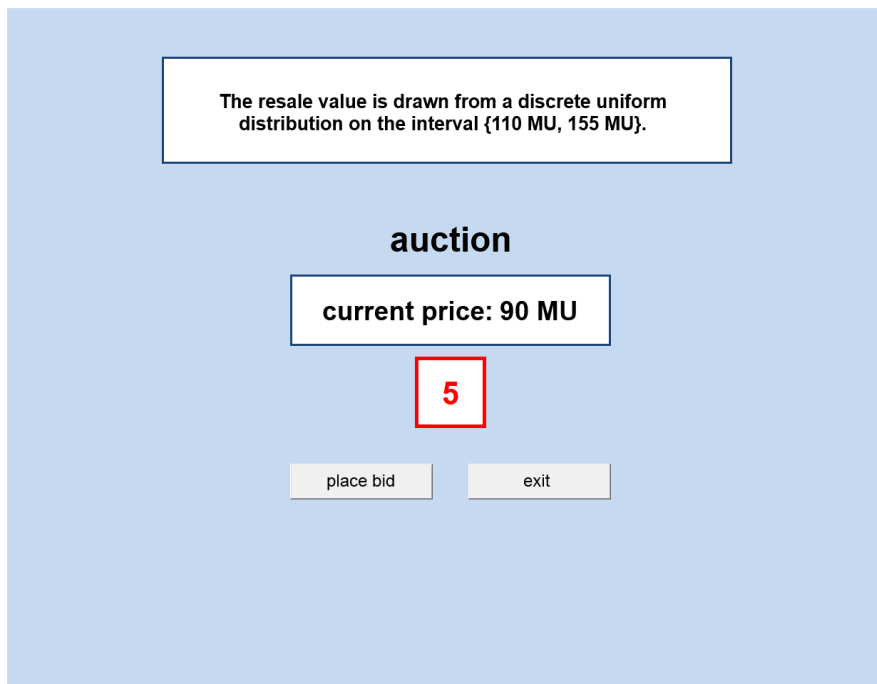 The resale value is drawn from a discrete uniform
distribution on the interval {110 MU, 155 MU}.
auction
current price: 90 MU
5
place bid
exit